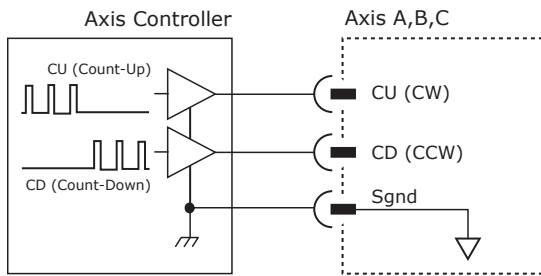 Axis Controller
Axis A,B,C
CU (Count-Up)
CU (CW)
CD (CCW)
CD (Count-Down)
Sgnd